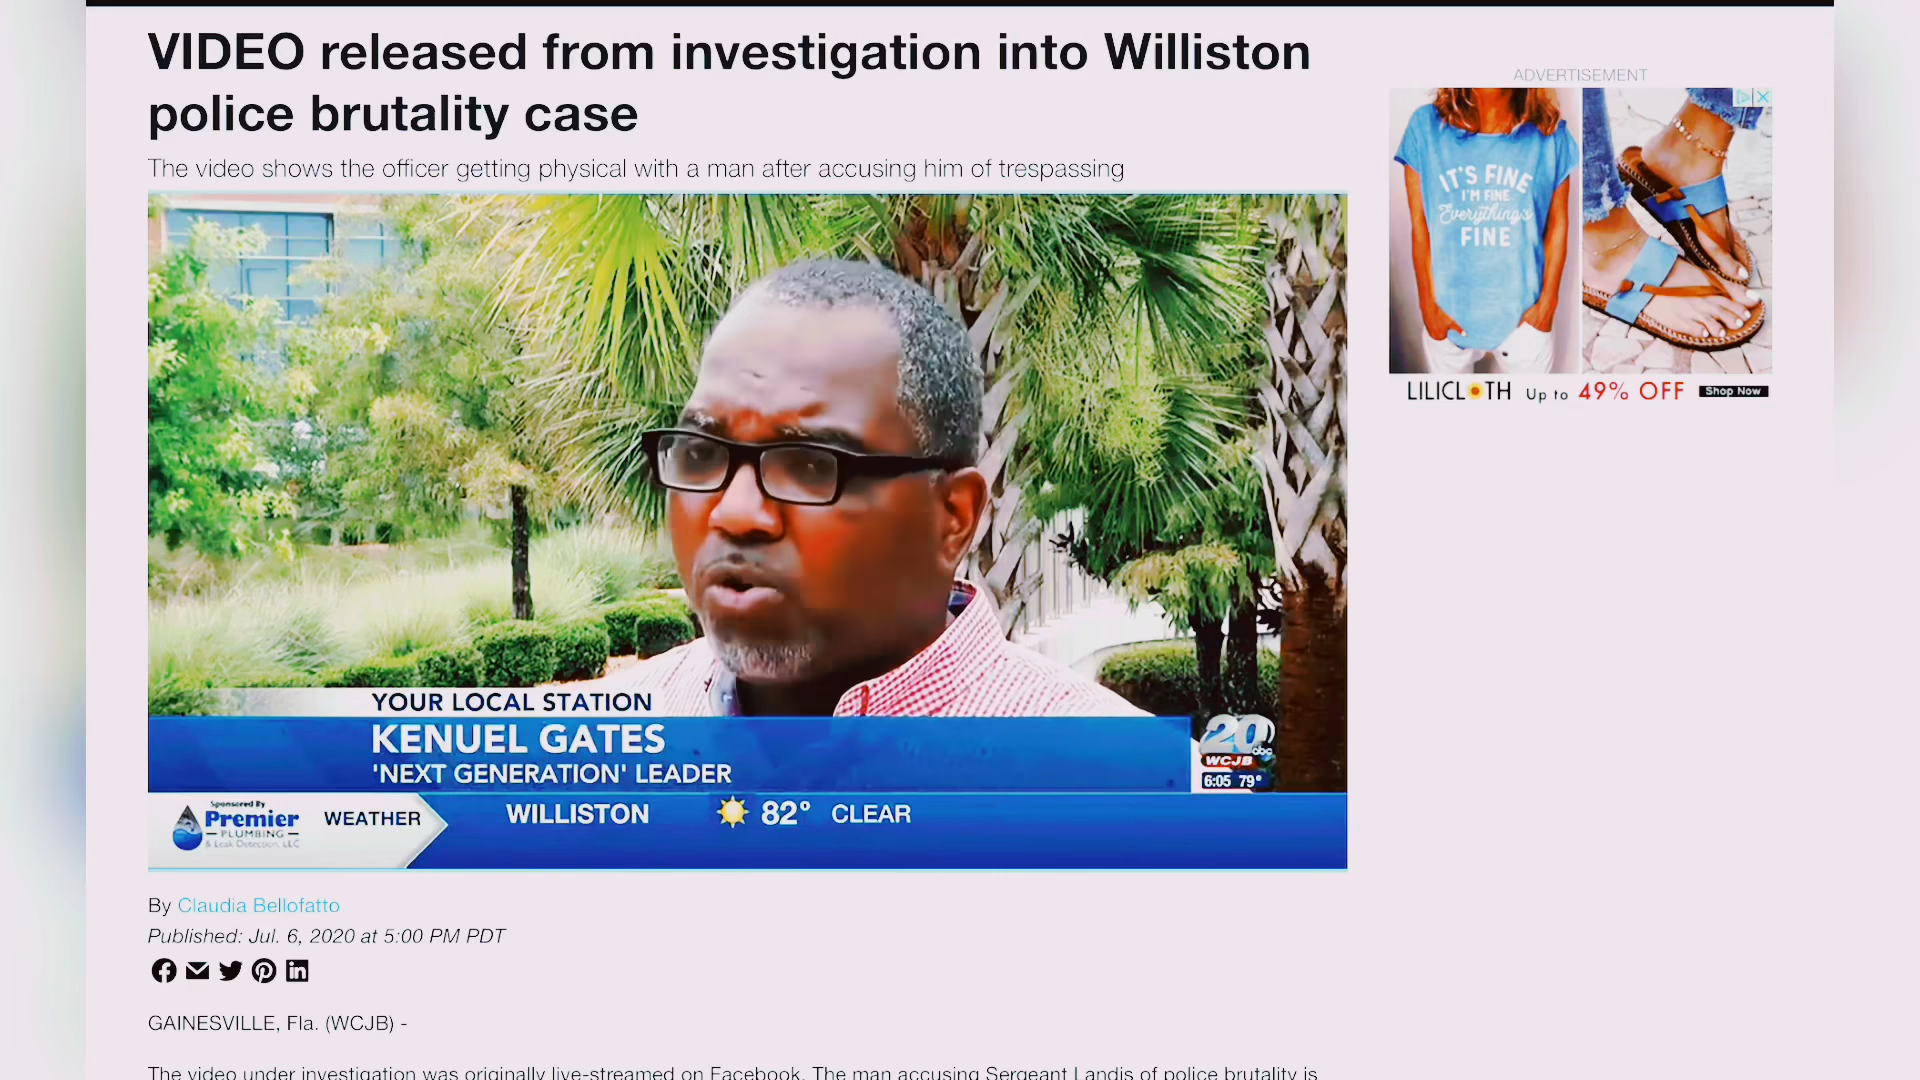 VIDEO released from investigation into Williston
police brutality case
The video shows the officer getting physical with a man after accusing him of trespassing
ADVERTISEMENT
IT'S FINE
I'M FINE
Everything's
FINE
LILICLOTH Up to 49% OFF Shop Now
YOUR LOCAL STATION
KENUEL GATES
'NEXT GENERATION' LEADER
20
abc
WCJB
6:05 79°
Sponsored By
Premier
PLUMBING
& Leak Detection, LLC
WEATHER
WILLISTON 82° CLEAR
By Claudia Bellofatto
Published: Jul. 6, 2020 at 5:00 PM PDT
GAINESVILLE, Fla. (WCJB) -
The video under investigation was originally live-streamed on Facebook. The man accusing Sergeant Landis of police brutality is